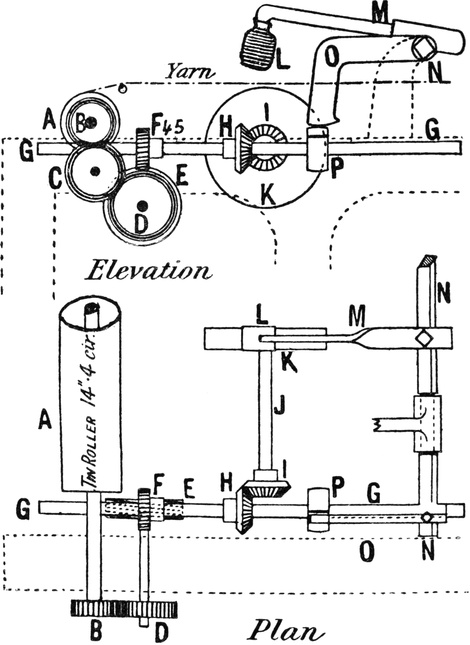 M
L
O
N
Yarn
A
B
F45
H
I
G
G
C
E
P
K
D
Elevation
N
L
M
K
A
TIN ROLLER 14"·4 cir.
J
I
G
F
E
H
P
G
O
N
B
D
Plan